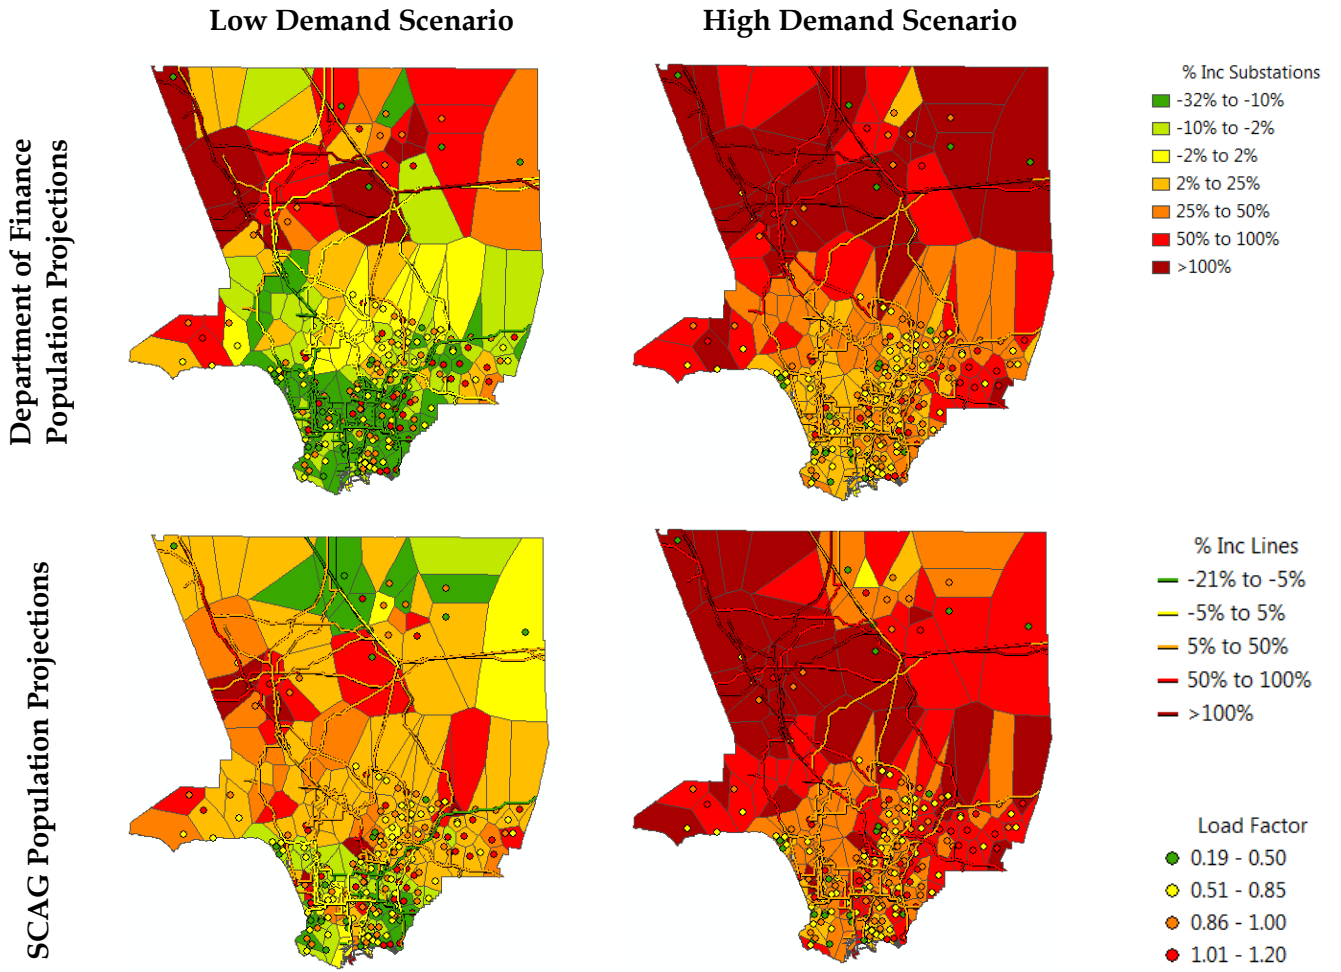 Low Demand Scenario
High Demand Scenario
Department of Finance
Population Projections
SCAG Population Projections
% Inc Substations
-32% to -10%
-10% to -2%
-2% to 2%
2% to 25%
25% to 50%
50% to 100%
>100%
% Inc Lines
-21% to -5%
-5% to 5%
5% to 50%
50% to 100%
>100%
Load Factor
0.19 - 0.50
0.51 - 0.85
0.86 - 1.00
1.01 - 1.20